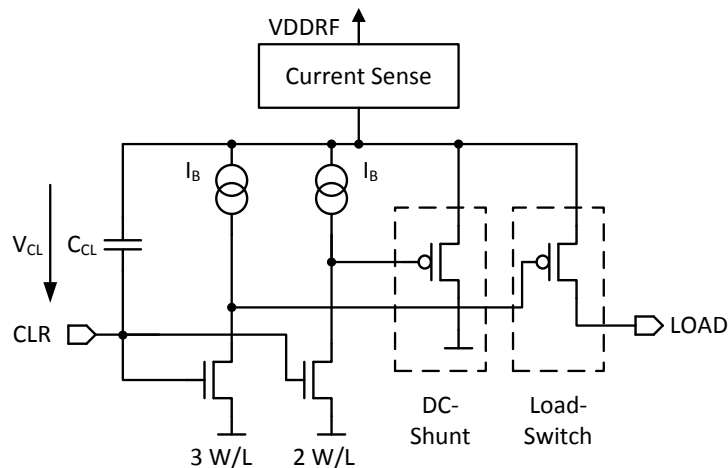 VDDRF
Current Sense
I_B I_B
V_CL C_CL
CLR
LOAD
DC-Shunt Load-Switch
3 W/L 2 W/L